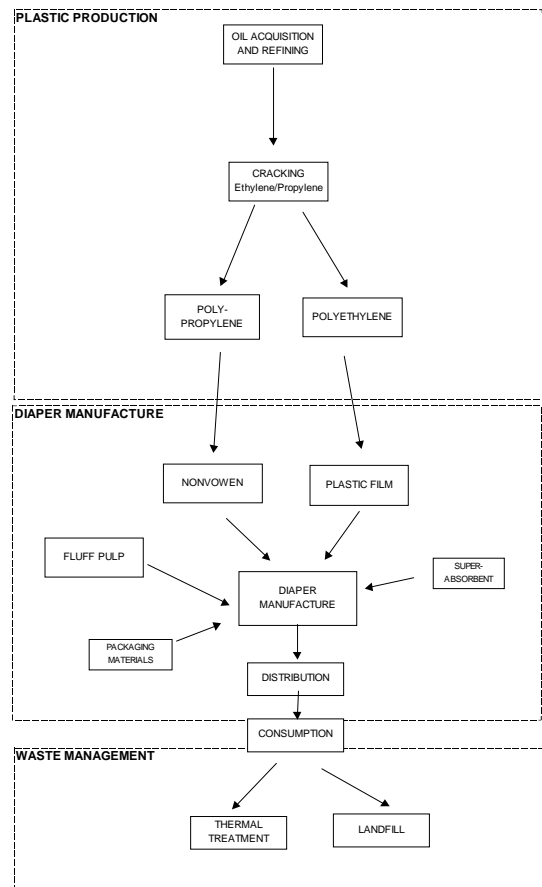 PLASTIC PRODUCTION
OIL ACQUISITION
AND REFINING
CRACKING
Ethylene/Propylene
POLY-
PROPYLENE
POLYETHYLENE
DIAPER MANUFACTURE
NONVOWEN
PLASTIC FILM
FLUFF PULP
SUPER-
ABSORBENT
DIAPER
MANUFACTURE
PACKAGING
MATERIALS
DISTRIBUTION
CONSUMPTION
WASTE MANAGEMENT
THERMAL
TREATMENT
LANDFILL